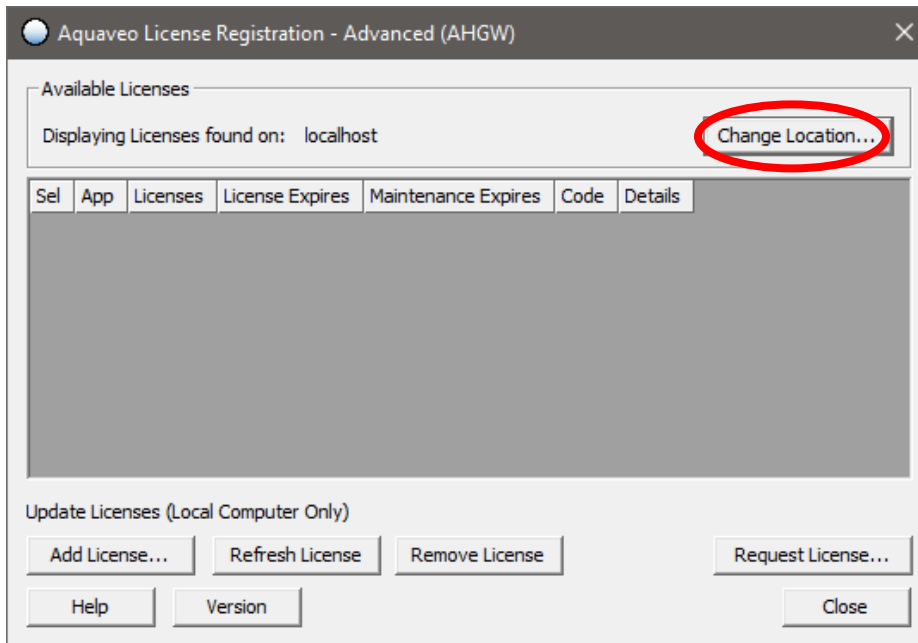 Aquaveo License Registration - Advanced (AHGW)
Available Licenses
Displaying Licenses found on: localhost Change Location...
Sel App Licenses License Expires Maintenance Expires Code Details
Update Licenses (Local Computer Only)
Add License... Refresh License Remove License Request License...
Help Version Close